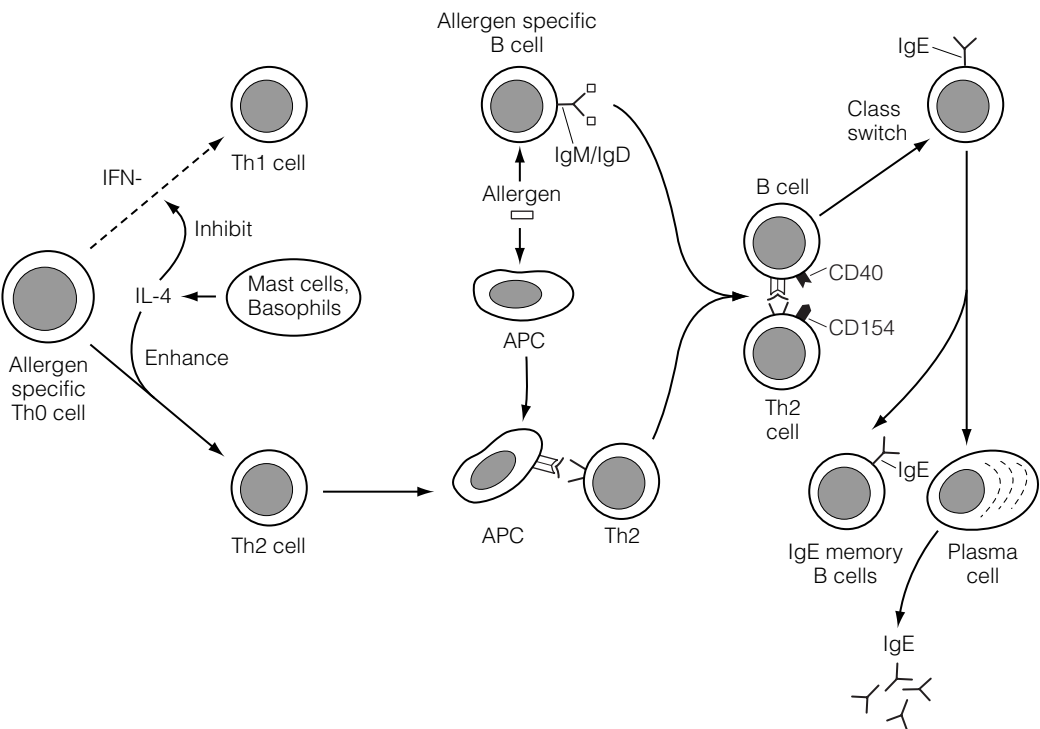 Allergen specific
B cell
IgE
Class
switch
IFN-
Th1 cell
IgM/IgD
Allergen
B cell
Inhibit
CD40
IL-4
Mast cells,
Basophils
CD154
APC
Enhance
Allergen
specific
Th0 cell
Th2
cell
IgE
Th2 cell
APC
Th2
IgE memory
B cells
Plasma
cell
IgE